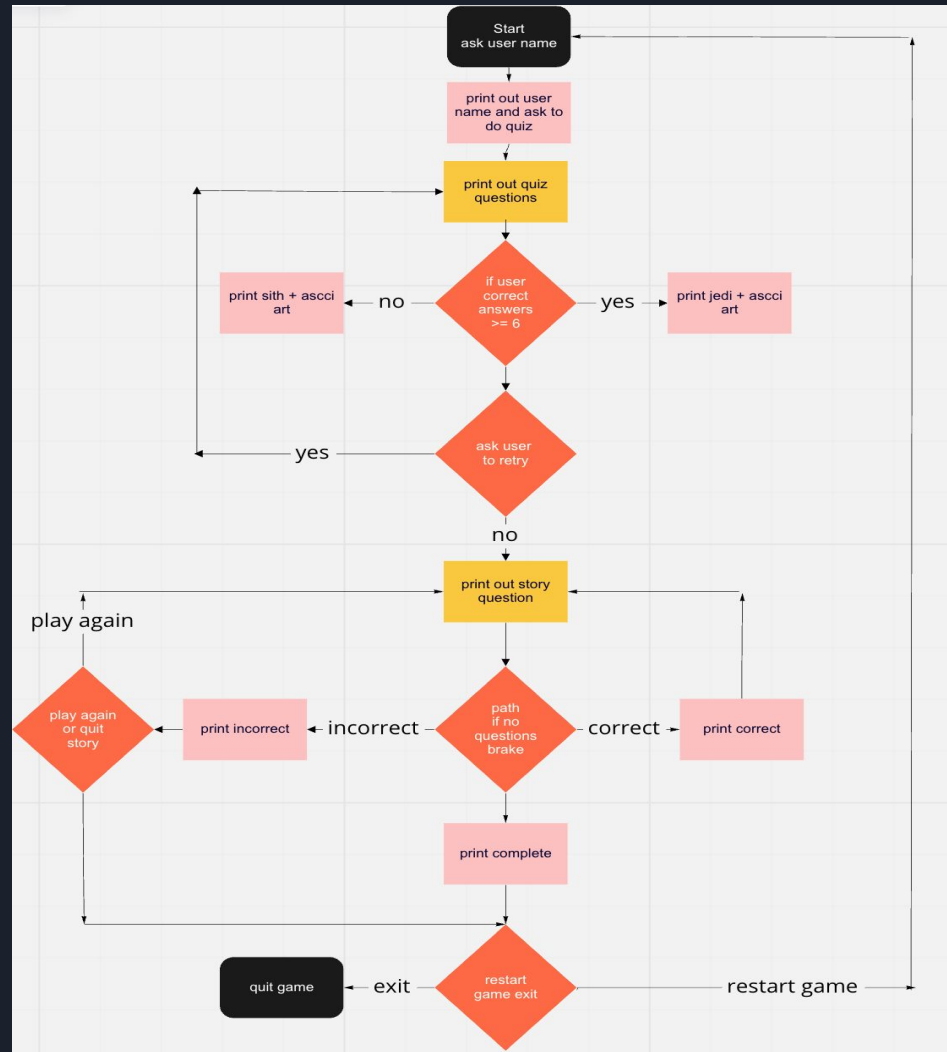 Start
ask user name
print out user
name and ask to
do quiz
print out quiz
questions
if user
correct
answers
>= 6
no
yes
print sith + ascci
art
print jedi + ascci
art
ask user
to retry
yes
no
print out story
question
play again
play again
or quit
story
print incorrect
incorrect
path
if no
questions
brake
correct
print correct
print complete
restart
game exit
exit
quit game
restart game